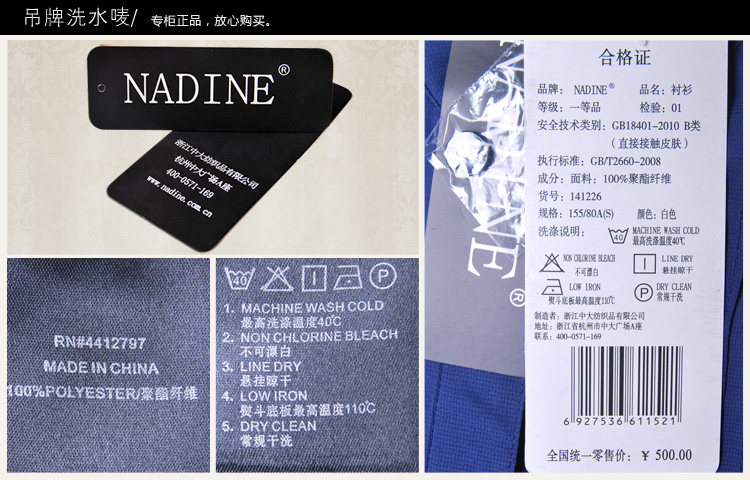 吊牌洗水唛/ 专柜正品，放心购买。
NADINE®
浙江中大纺织品有限公司
杭州中大广场A座
400-0571-169
www.nadine.com.cn
RN#4412797
MADE IN CHINA
100%POLYESTER/聚酯纤维
40 P
1. MACHINE WASH COLD
最高洗涤温度40℃
2. NON CHLORINE BLEACH
不可漂白
3. LINE DRY
悬挂晾干
4. LOW IRON
熨斗底板最高温度110℃
5. DRY CLEAN
常规干洗
INE®
合格证
品牌： NADINE® 品名：衬衫
等级：一等品 检验：01
安全技术类别：GB18401-2010 B类
（直接接触皮肤）
执行标准：GB/T2660-2008
成分：面料：100%聚酯纤维
货号：141226
规格：155/80A(S) 颜色：白色
洗涤说明： 40 MACHINE WASH COLD
最高洗涤温度40℃
NON CHLORINE BLEACH
不可漂白
LINE DRY
悬挂晾干
LOW IRON
熨斗底板最高温度110℃
P DRY CLEAN
常规干洗
制造者：浙江中大纺织品有限公司
地址：浙江省杭州市中大广场A座
联系：400-0571-169
6 927536 611521
全国统一零售价：￥ 500.00